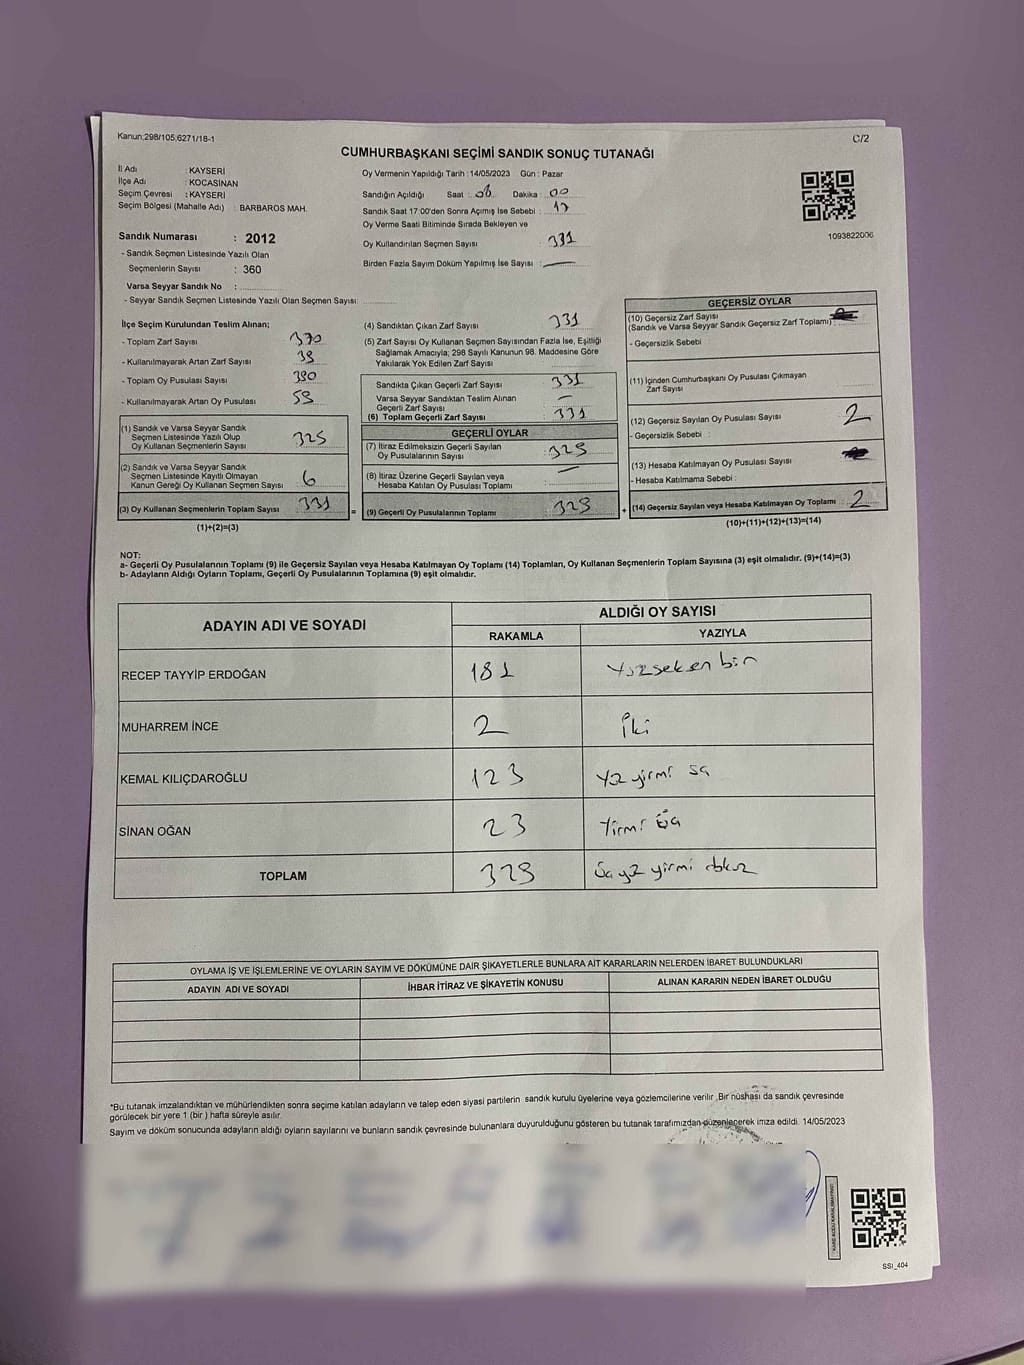 Kanun;298/105,6271/18-1
C/2
CUMHURBAŞKANI SEÇİMİ SANDIK SONUÇ TUTANAĞI
İl Adı : KAYSERİ
İlçe Adı : KOCASİNAN
Seçim Çevresi : KAYSERİ
Seçim Bölgesi (Mahalle Adı) : BARBAROS MAH.
Sandık Numarası : 2012
- Sandık Seçmen Listesinde Yazılı Olan
Seçmenlerin Sayısı : 360
Varsa Seyyar Sandık No :
- Seyyar Sandık Seçmen Listesinde Yazılı Olan Seçmen Sayısı:
Oy Vermenin Yapıldığı Tarih :14/05/2023 Gün : Pazar
Sandığın Açıldığı Saat : 08 Dakika : 00
Sandık Saat 17:00'den Sonra Açımış İse Sebebi : 17
Oy Verme Saati Bitiminde Sırada Bekleyen ve
Oy Kullandırılan Seçmen Sayısı : 331
Birden Fazla Sayım Döküm Yapılmış İse Sayısı : —
1093822006
İlçe Seçim Kurulundan Teslim Alınan;
- Toplam Zarf Sayısı 370
- Kullanılmayarak Artan Zarf Sayısı 39
- Toplam Oy Pusulası Sayısı 390
- Kullanılmayarak Artan Oy Pusulası 59
(1) Sandık ve Varsa Seyyar Sandık
Seçmen Listesinde Yazılı Olup
Oy Kullanan Seçmenlerin Sayısı 325
(2) Sandık ve Varsa Seyyar Sandık
Seçmen Listesinde Kayıtlı Olmayan
Kanun Gereği Oy Kullanan Seçmen Sayısı 6
(3) Oy Kullanan Seçmenlerin Toplam Sayısı 331
(1)+(2)=(3)
=
(4) Sandıktan Çıkan Zarf Sayısı 331
(5) Zarf Sayısı Oy Kullanan Seçmen Sayısından Fazla İse, Eşitliği
Sağlamak Amacıyla; 298 Sayılı Kanunun 98. Maddesine Göre
Yakılarak Yok Edilen Zarf Sayısı
Sandıkta Çıkan Geçerli Zarf Sayısı 331
Varsa Seyyar Sandıktan Teslim Alınan
Geçerli Zarf Sayısı —
(6) Toplam Geçerli Zarf Sayısı 331
GEÇERLİ OYLAR
(7) İtiraz Edilmeksizin Geçerli Sayılan
Oy Pusulalarının Sayısı : 329
(8) İtiraz Üzerine Geçerli Sayılan veya
Hesaba Katılan Oy Pusulası Toplamı : —
(9) Geçerli Oy Pusulalarının Toplamı 329
+
GEÇERSİZ OYLAR
(10) Geçersiz Zarf Sayısı
(Sandık ve Varsa Seyyar Sandık Geçersiz Zarf Toplamı)
- Geçersizlik Sebebi
(11) İçinden Cumhurbaşkanı Oy Pusulası Çıkmayan
Zarf Sayısı
(12) Geçersiz Sayılan Oy Pusulası Sayısı 2
- Geçersizlik Sebebi :
(13) Hesaba Katılmayan Oy Pusulası Sayısı
- Hesaba Katılmama Sebebi :
(14) Geçersiz Sayılan veya Hesaba Katılmayan Oy Toplamı 2
(10)+(11)+(12)+(13)=(14)
NOT:
a- Geçerli Oy Pusulalarının Toplamı (9) ile Geçersiz Sayılan veya Hesaba Katılmayan Oy Toplamı (14) Toplamları, Oy Kullanan Seçmenlerin Toplam Sayısına (3) eşit olmalıdır. (9)+(14)=(3)
b- Adayların Aldığı Oyların Toplamı, Geçerli Oy Pusulalarının Toplamına (9) eşit olmalıdır.
ADAYIN ADI VE SOYADI
ALDIĞI OY SAYISI
RAKAMLA YAZIYLA
RECEP TAYYİP ERDOĞAN 181 Yüzseksen bir
MUHARREM İNCE 2 İki
KEMAL KILIÇDAROĞLU 123 Yüz yirmi üç
SİNAN OĞAN 23 Yirmi üç
TOPLAM 329 üç yüz yirmi dokuz
OYLAMA İŞ VE İŞLEMLERİNE VE OYLARIN SAYIM VE DÖKÜMÜNE DAİR ŞİKAYETLERLE BUNLARA AİT KARARLARIN NELERDEN İBARET BULUNDUKLARI
ADAYIN ADI VE SOYADI İHBAR İTİRAZ VE ŞİKAYETİN KONUSU ALINAN KARARIN NEDEN İBARET OLDUĞU
*Bu tutanak imzalandıktan ve mühürlendikten sonra seçime katılan adayların ve talep eden siyasi partilerin sandık kurulu üyelerine veya gözlemcilerine verilir ,Bir nüshası da sandık çevresinde
görülecek bir yere 1 (bir ) hafta süreyle asılır.
Sayım ve döküm sonucunda adayların aldığı oyların sayılarını ve bunların sandık çevresinde bulunanlara duyurulduğunu gösteren bu tutanak tarafımızdan düzenlenerek imza edildi. 14/05/2023
SSI_404